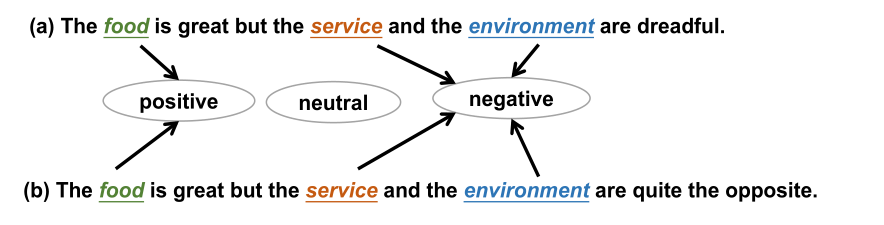 (a) The food is great but the service and the environment are dreadful.
positive neutral negative
(b) The food is great but the service and the environment are quite the opposite.